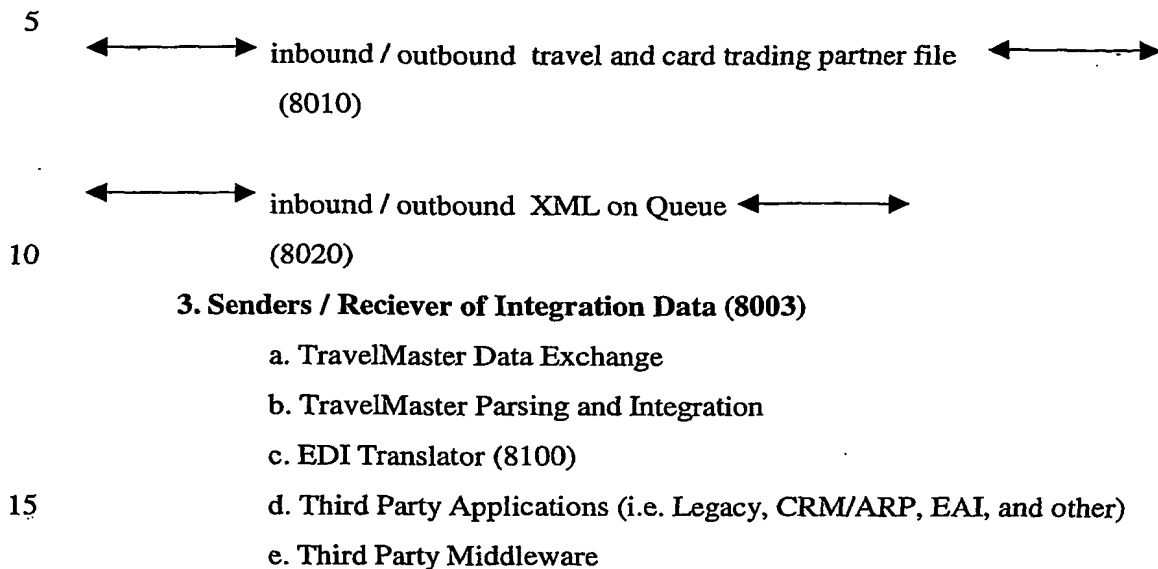 5
inbound / outbound travel and card trading partner file
(8010)
inbound / outbound XML on Queue
10 (8020)
3. Senders / Reciever of Integration Data (8003)
a. TravelMaster Data Exchange
b. TravelMaster Parsing and Integration
c. EDI Translator (8100)
15 d. Third Party Applications (i.e. Legacy, CRM/ARP, EAI, and other)
e. Third Party Middleware